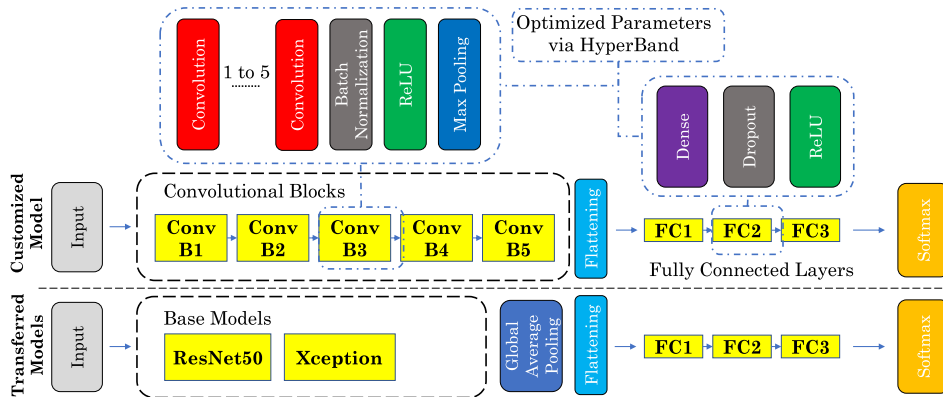 Optimized Parameters
via HyperBand
Convolution
1 to 5
Convolution
Batch
Normalization
ReLU
Max Pooling
Dense
Dropout
ReLU
Customized
Model
Input
Convolutional Blocks
Conv
B1
Conv
B2
Conv
B3
Conv
B4
Conv
B5
Flattening
FC1
FC2
FC3
Fully Connected Layers
Softmax
Transferred
Models
Input
Base Models
ResNet50
Xception
Global
Average
Pooling
Flattening
FC1
FC2
FC3
Softmax